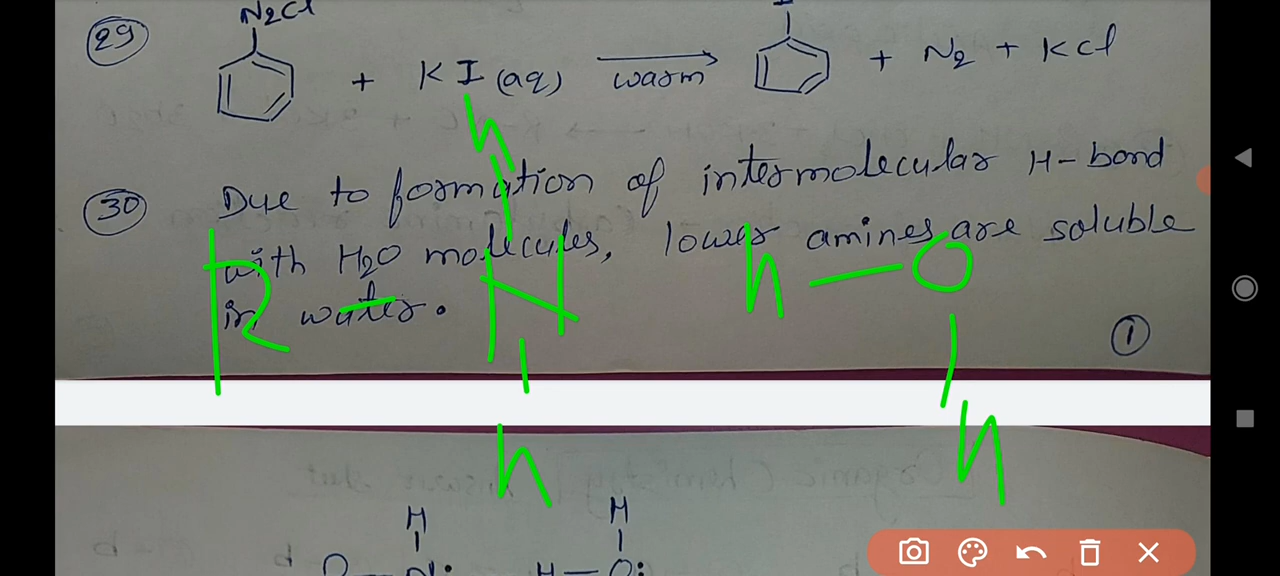 N2Cl I
29 + KI (aq) warm + N2 + KCl
h
30 Due to formation of intermolecular H-bond
with H2O molecules, lower amines are soluble
in water.
R - N h - O
1
h h
H H
H - O: